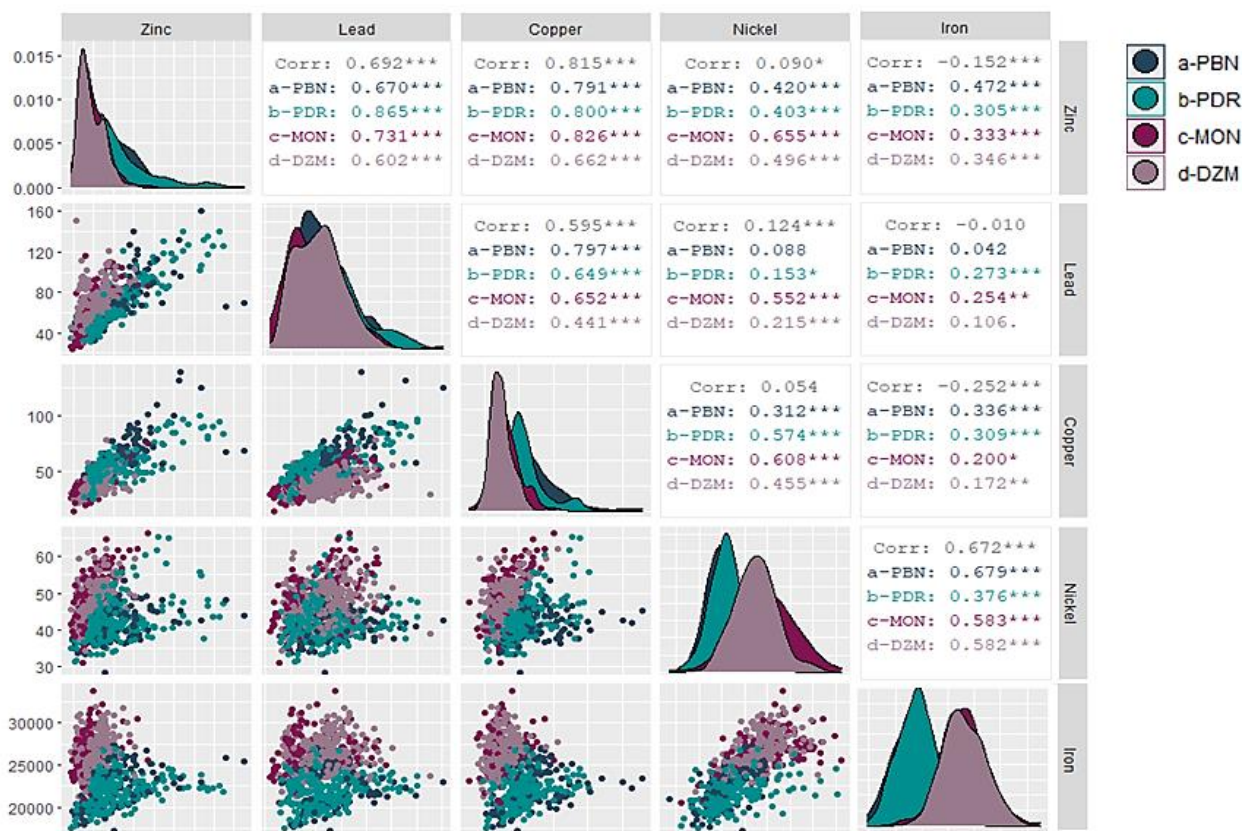 Zinc Lead Copper Nickel Iron
a-PBN
b-PDR
c-MON
d-DZM
0.015
0.010
0.005
0.000
Corr: 0.692***
a-PBN: 0.670***
b-PDR: 0.865***
c-MON: 0.731***
d-DZM: 0.602***
Corr: 0.815***
a-PBN: 0.791***
b-PDR: 0.800***
c-MON: 0.826***
d-DZM: 0.662***
Corr: 0.090*
a-PBN: 0.420***
b-PDR: 0.403***
c-MON: 0.655***
d-DZM: 0.496***
Corr: -0.152***
a-PBN: 0.472***
b-PDR: 0.305***
c-MON: 0.333***
d-DZM: 0.346***
Zinc
160
120
80
40
Corr: 0.595***
a-PBN: 0.797***
b-PDR: 0.649***
c-MON: 0.652***
d-DZM: 0.441***
Corr: 0.124***
a-PBN: 0.088
b-PDR: 0.153*
c-MON: 0.552***
d-DZM: 0.215***
Corr: -0.010
a-PBN: 0.042
b-PDR: 0.273***
c-MON: 0.254**
d-DZM: 0.106.
Lead
100
50
Corr: 0.054
a-PBN: 0.312***
b-PDR: 0.574***
c-MON: 0.608***
d-DZM: 0.455***
Corr: -0.252***
a-PBN: 0.336***
b-PDR: 0.309***
c-MON: 0.200*
d-DZM: 0.172**
Copper
60
50
40
30
Corr: 0.672***
a-PBN: 0.679***
b-PDR: 0.376***
c-MON: 0.583***
d-DZM: 0.582***
Nickel
30000
25000
20000
Iron